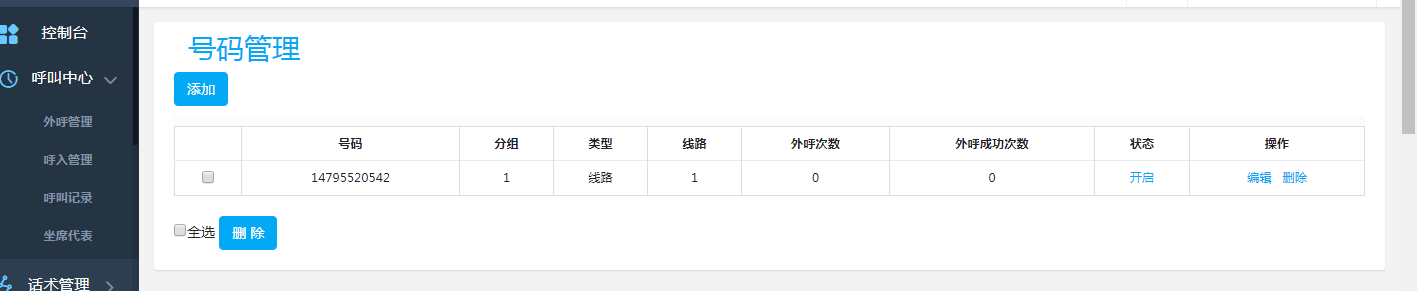 控制台
呼叫中心
外呼管理
呼入管理
呼叫记录
坐席代表
话术管理
号码管理
添加
号码 分组 类型 线路 外呼次数 外呼成功次数 状态 操作
14795520542 1 线路 1 0 0 开启 编辑 删除
全选 删 除